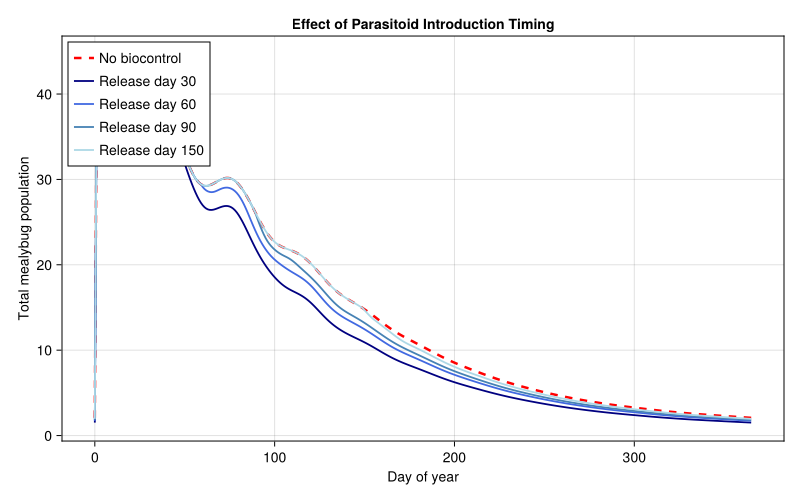 Effect of Parasitoid Introduction Timing
No biocontrol
Release day 30
Release day 60
Release day 90
Release day 150
Total mealybug population
40
30
20
10
0
0
100
200
300
Day of year